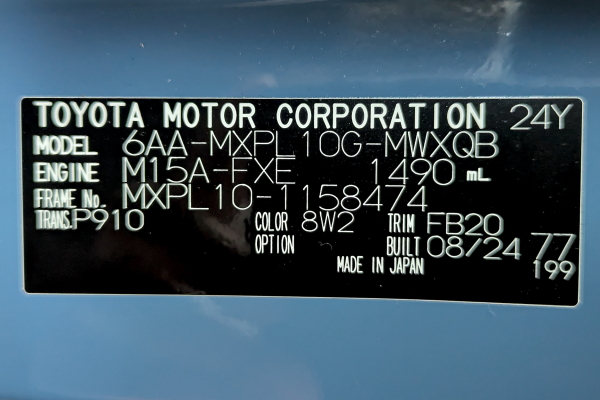 TOYOTA MOTOR CORPORATION 24Y
MODEL 6AA-MXPL10G-MWXQB
ENGINE M15A-FXE 1490 mL
FRAME No. MXPL10-1158474
TRANS. P910 COLOR 8W2 TRIM FB20
OPTION BUILT 08/24 77
MADE IN JAPAN 199